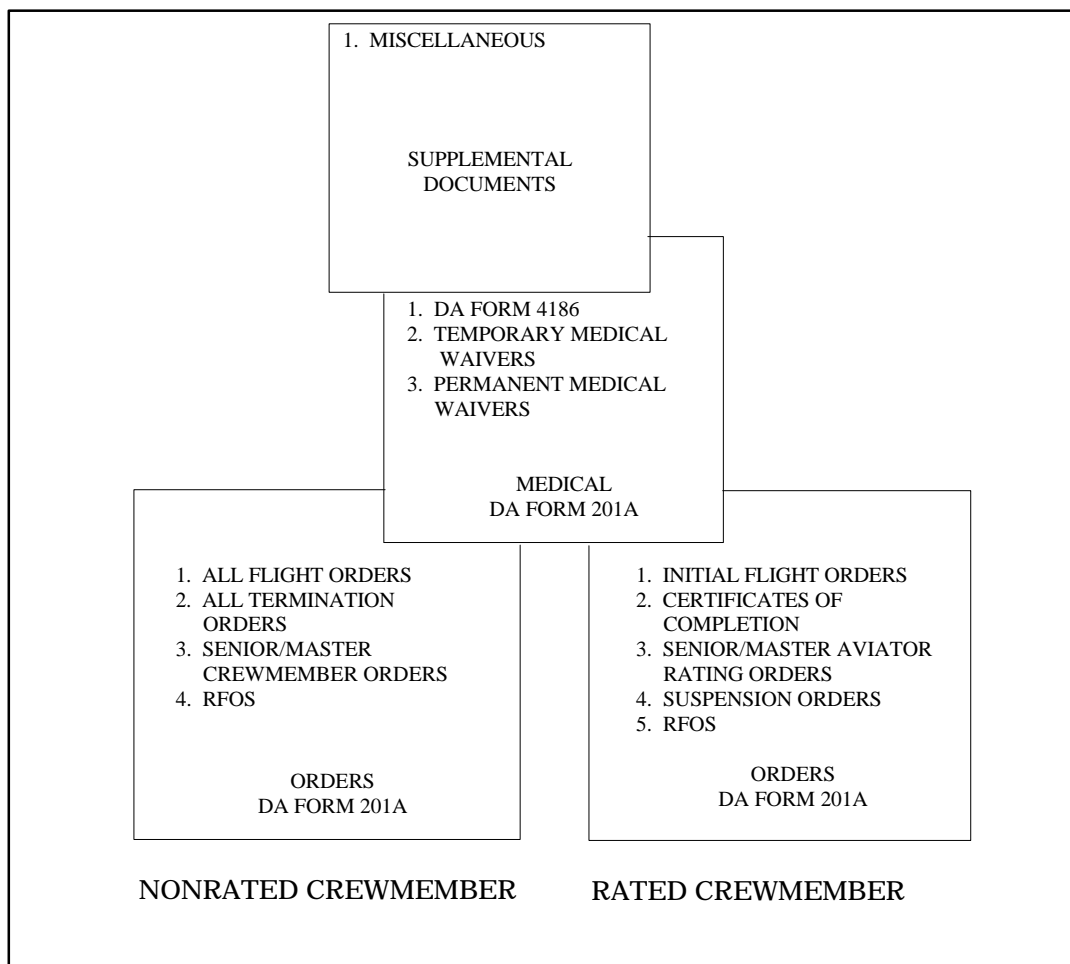 1. MISCELLANEOUS
SUPPLEMENTAL
DOCUMENTS
1. DA FORM 4186
2. TEMPORARY MEDICAL
WAIVERS
3. PERMANENT MEDICAL
WAIVERS
MEDICAL
DA FORM 201A
1. ALL FLIGHT ORDERS
2. ALL TERMINATION
ORDERS
3. SENIOR/MASTER
CREWMEMBER ORDERS
4. RFOS
ORDERS
DA FORM 201A
1. INITIAL FLIGHT ORDERS
2. CERTIFICATES OF
COMPLETION
3. SENIOR/MASTER AVIATOR
RATING ORDERS
4. SUSPENSION ORDERS
5. RFOS
ORDERS
DA FORM 201A
NONRATED CREWMEMBER
RATED CREWMEMBER